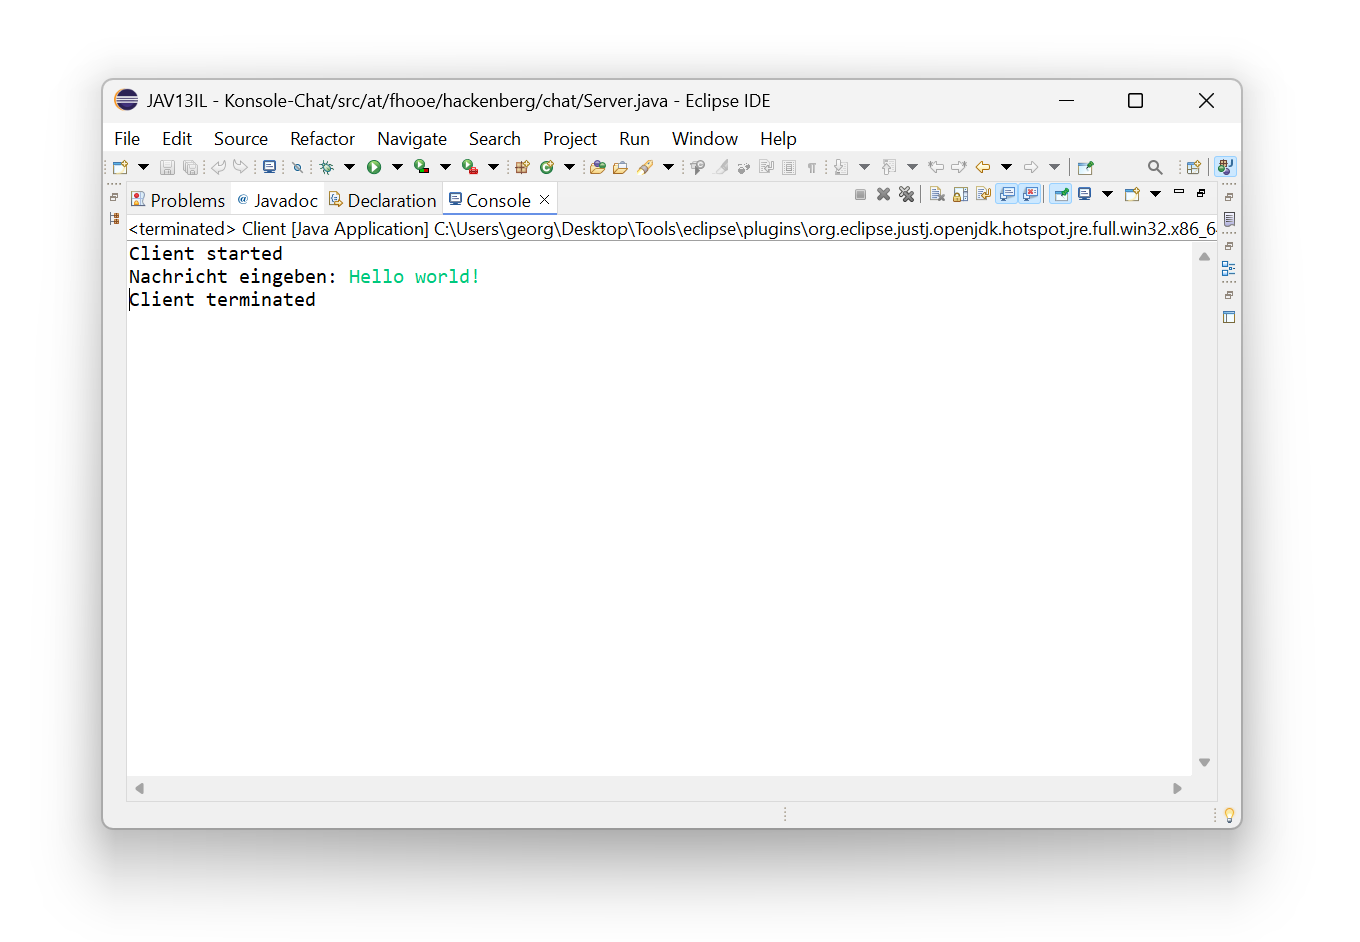 JAV13IL - Konsole-Chat/src/at/fhooe/hackenberg/chat/Server.java - Eclipse IDE
File Edit Source Refactor Navigate Search Project Run Window Help
Problems @ Javadoc Declaration Console
<terminated> Client [Java Application] C:\Users\georg\Desktop\Tools\eclipse\plugins\org.eclipse.justj.openjdk.hotspot.jre.full.win32.x86_6
Client started
Nachricht eingeben: Hello world!
Client terminated